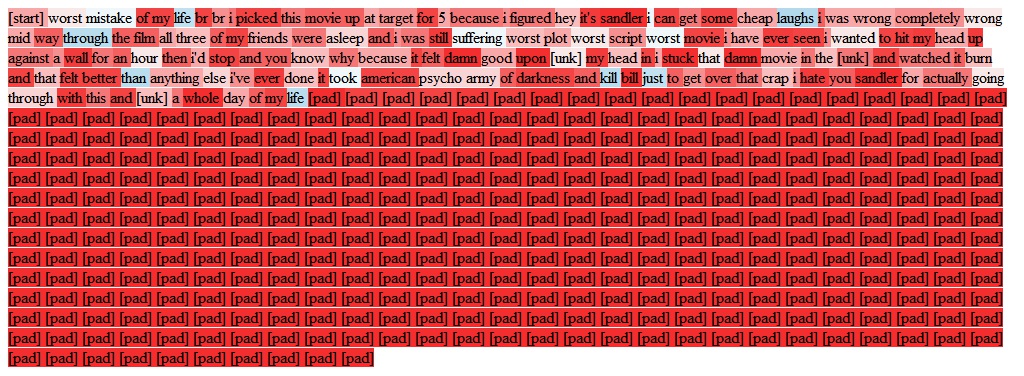 [start] worst mistake of my life br br i picked this movie up at target for 5 because i figured hey it's sandler i can get some cheap laughs i was wrong completely wrong
mid way through the film all three of my friends were asleep and i was still suffering worst plot worst script worst movie i have ever seen i wanted to hit my head up
against a wall for an hour then i'd stop and you know why because it felt damn good upon [unk] my head in i stuck that damn movie in the [unk] and watched it burn
and that felt better than anything else i've ever done it took american psycho army of darkness and kill bill just to get over that crap i hate you sandler for actually going
through with this and [unk] a whole day of my life [pad] [pad] [pad] [pad] [pad] [pad] [pad] [pad] [pad] [pad] [pad] [pad] [pad] [pad] [pad] [pad] [pad] [pad] [pad]
[pad] [pad] [pad] [pad] [pad] [pad] [pad] [pad] [pad] [pad] [pad] [pad] [pad] [pad] [pad] [pad] [pad] [pad] [pad] [pad] [pad] [pad] [pad] [pad] [pad] [pad] [pad]
[pad] [pad] [pad] [pad] [pad] [pad] [pad] [pad] [pad] [pad] [pad] [pad] [pad] [pad] [pad] [pad] [pad] [pad] [pad] [pad] [pad] [pad] [pad] [pad] [pad] [pad] [pad]
[pad] [pad] [pad] [pad] [pad] [pad] [pad] [pad] [pad] [pad] [pad] [pad] [pad] [pad] [pad] [pad] [pad] [pad] [pad] [pad] [pad] [pad] [pad] [pad] [pad] [pad] [pad]
[pad] [pad] [pad] [pad] [pad] [pad] [pad] [pad] [pad] [pad] [pad] [pad] [pad] [pad] [pad] [pad] [pad] [pad] [pad] [pad] [pad] [pad] [pad] [pad] [pad] [pad] [pad]
[pad] [pad] [pad] [pad] [pad] [pad] [pad] [pad] [pad] [pad] [pad] [pad] [pad] [pad] [pad] [pad] [pad] [pad] [pad] [pad] [pad] [pad] [pad] [pad] [pad] [pad] [pad]
[pad] [pad] [pad] [pad] [pad] [pad] [pad] [pad] [pad] [pad] [pad] [pad] [pad] [pad] [pad] [pad] [pad] [pad] [pad] [pad] [pad] [pad] [pad] [pad] [pad] [pad] [pad]
[pad] [pad] [pad] [pad] [pad] [pad] [pad] [pad] [pad] [pad] [pad] [pad] [pad] [pad] [pad] [pad] [pad] [pad] [pad] [pad] [pad] [pad] [pad] [pad] [pad] [pad] [pad]
[pad] [pad] [pad] [pad] [pad] [pad] [pad] [pad] [pad] [pad] [pad] [pad] [pad] [pad] [pad] [pad] [pad] [pad] [pad] [pad] [pad] [pad] [pad] [pad] [pad] [pad] [pad]
[pad] [pad] [pad] [pad] [pad] [pad] [pad] [pad] [pad] [pad] [pad] [pad] [pad] [pad] [pad] [pad] [pad] [pad] [pad] [pad] [pad] [pad] [pad] [pad] [pad] [pad] [pad]
[pad] [pad] [pad] [pad] [pad] [pad] [pad] [pad] [pad] [pad] [pad] [pad] [pad] [pad] [pad] [pad] [pad] [pad] [pad] [pad] [pad] [pad] [pad] [pad] [pad] [pad] [pad]
[pad] [pad] [pad] [pad] [pad] [pad] [pad] [pad] [pad] [pad] [pad] [pad] [pad] [pad] [pad] [pad] [pad] [pad] [pad] [pad] [pad] [pad] [pad] [pad] [pad] [pad] [pad]
[pad] [pad] [pad] [pad] [pad] [pad] [pad] [pad] [pad] [pad] [pad] [pad] [pad] [pad] [pad] [pad] [pad] [pad] [pad] [pad] [pad] [pad] [pad] [pad] [pad] [pad] [pad]
[pad] [pad] [pad] [pad] [pad] [pad] [pad] [pad] [pad] [pad]